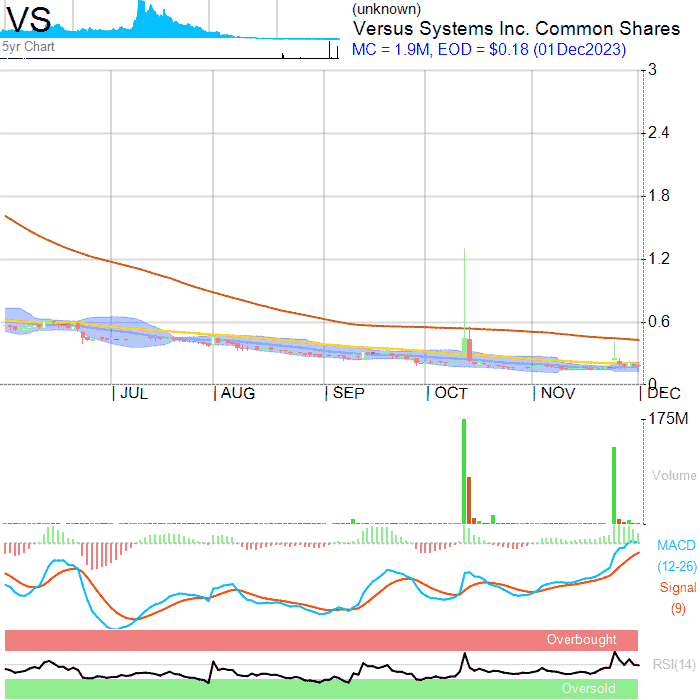 VS
5yr Chart
(unknown)
Versus Systems Inc. Common Shares
MC = 1.9M, EOD = $0.18 (01Dec2023)
3
2.4
1.8
1.2
0.6
0
JUL
AUG
SEP
OCT
NOV
DEC
175M
Volume
MACD
(12-26)
Signal
(9)
Overbought
RSI(14)
Oversold